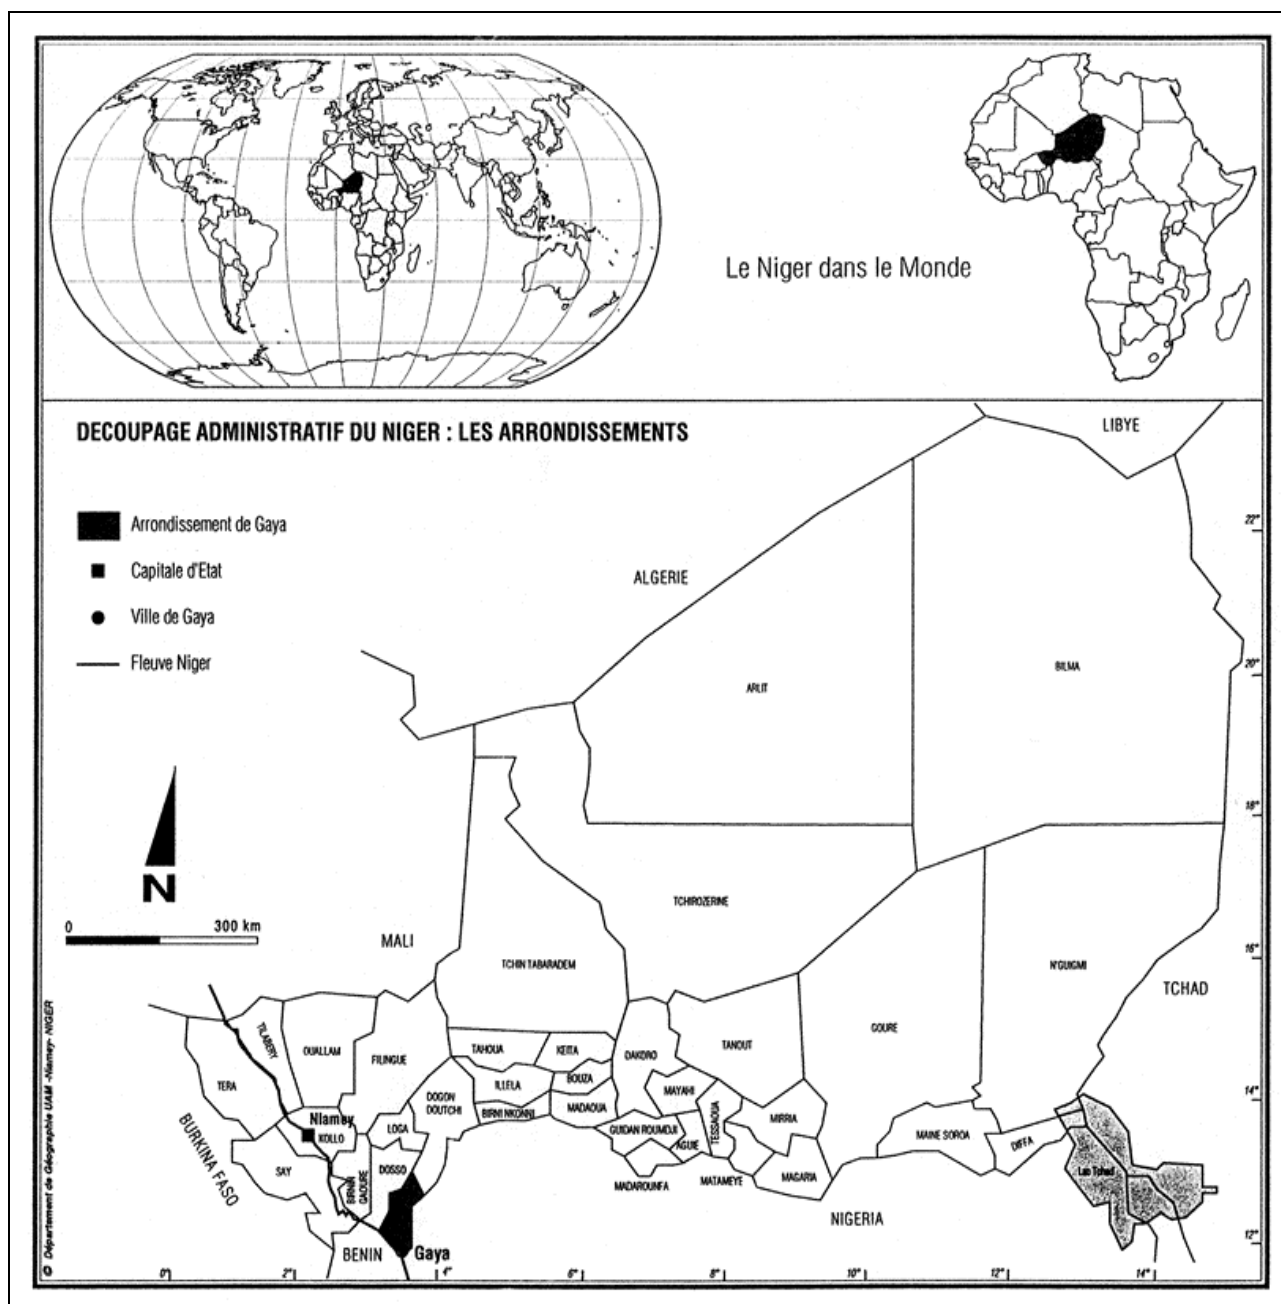 Le Niger dans le Monde
DECOUPAGE ADMINISTRATIF DU NIGER : LES ARRONDISSEMENTS
LIBYE
Arrondissement de Gaya
22°
Capitale d'Etat
ALGERIE
Ville de Gaya
Fleuve Niger
20°
BILMA
ARLIT
18°
N
TCHIROZERINE
0 300 km
MALI
16°
TCHIN TABARADEM
N'GUIGMI
TCHAD
GOURE
TILABERY
OUALLAM
FILINGUE
TAHOUA
KEITA
DAKORO
TANOUT
TERA
ILLELA
BOUZA
MAYAHI
14°
DOGON
DOUTCHI
BIRNI NKONNI
MADAOUA
TESSAOUA
MIRRIA
Niamey
KOLLO
LOGA
GUIDAN ROUMDJI
AGUIE
MAINE SOROA
DIFFA
BURKINA FASO
SAY
BIRNIN
GAOURE
DOSSO
MADAROUNFA
MATAMEYE
MAGARIA
Lac Tchad
NIGERIA
BENIN
Gaya
12°
0°
2°
4°
6°
8°
10°
12°
14°
© Département de Géographie UAM -Niamey- NIGER